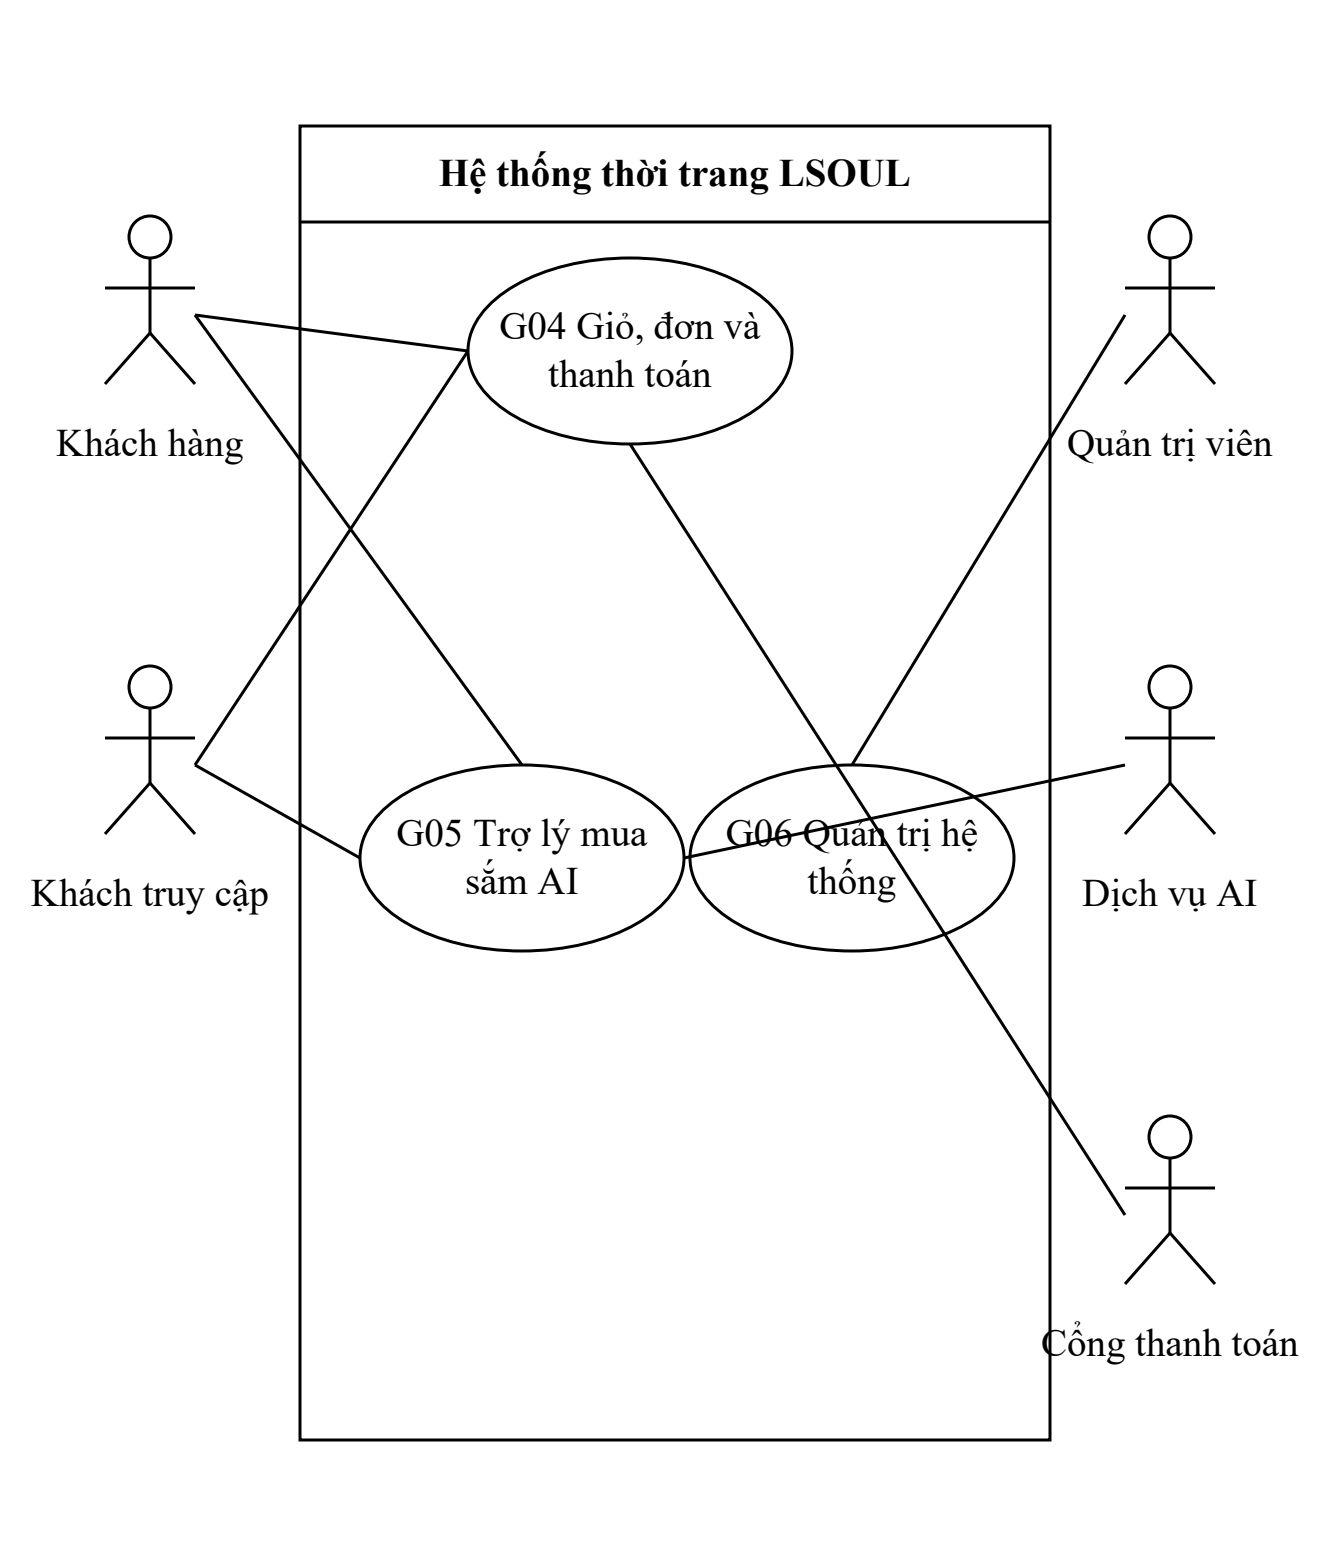 Hệ thống thời trang LSOUL
G04 Giỏ, đơn và
thanh toán
Khách hàng
Quản trị viên
G05 Trợ lý mua
sắm AI
G06 Quản trị hệ
thống
Khách truy cập
Dịch vụ AI
Cổng thanh toán